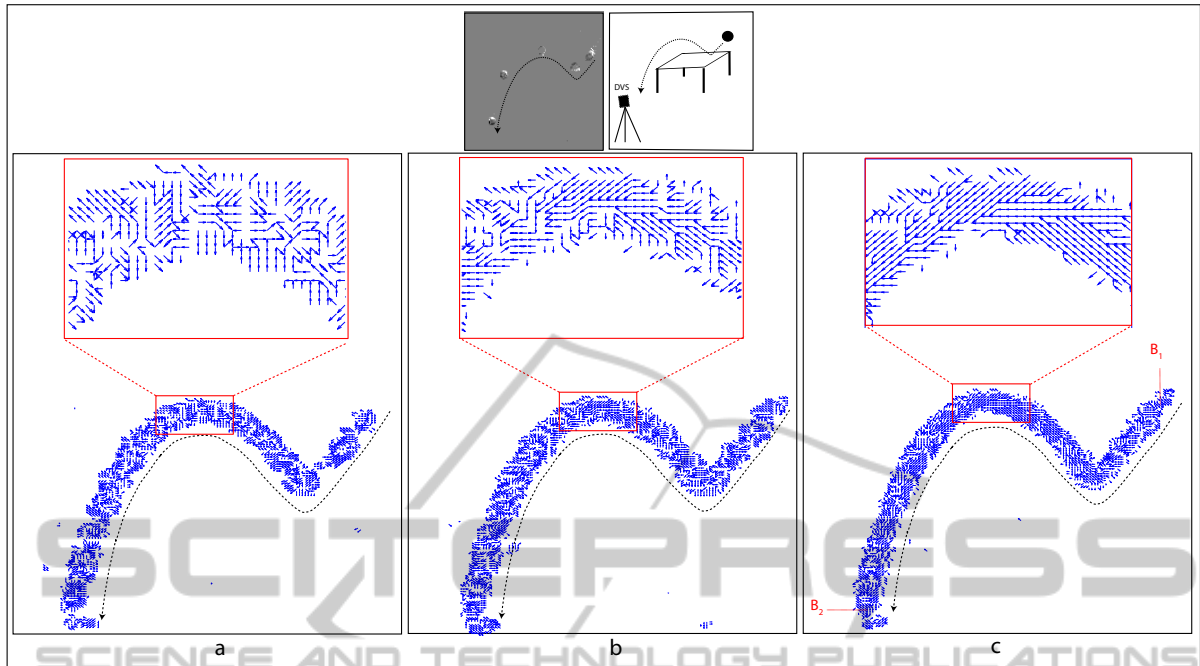 DVS
B1
B2
a
b
c
SCITEPRESS
SCIENCE AND TECHNOLOGY PUBLICATIONS